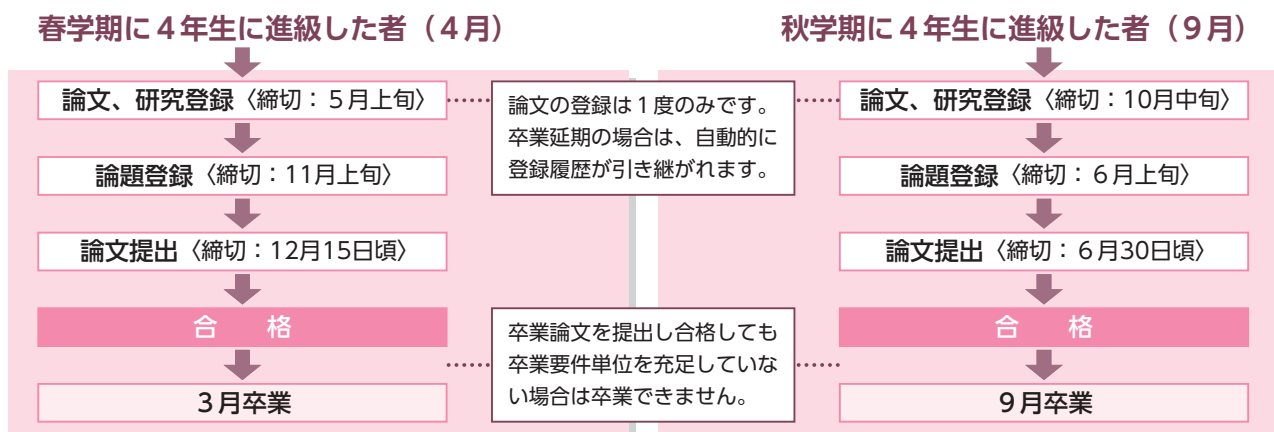 春学期に４年生に進級した者（４月）
論文、研究登録〈締切：５月上旬〉
論題登録〈締切：11月上旬〉
論文提出〈締切：12月15日頃〉
合　格
３月卒業
論文の登録は１度のみです。
卒業延期の場合は、自動的に
登録履歴が引き継がれます。
卒業論文を提出し合格しても
卒業要件単位を充足していな
い場合は卒業できません。
秋学期に４年生に進級した者（９月）
論文、研究登録〈締切：10月中旬〉
論題登録〈締切：６月上旬〉
論文提出〈締切：６月30日頃〉
合　格
９月卒業